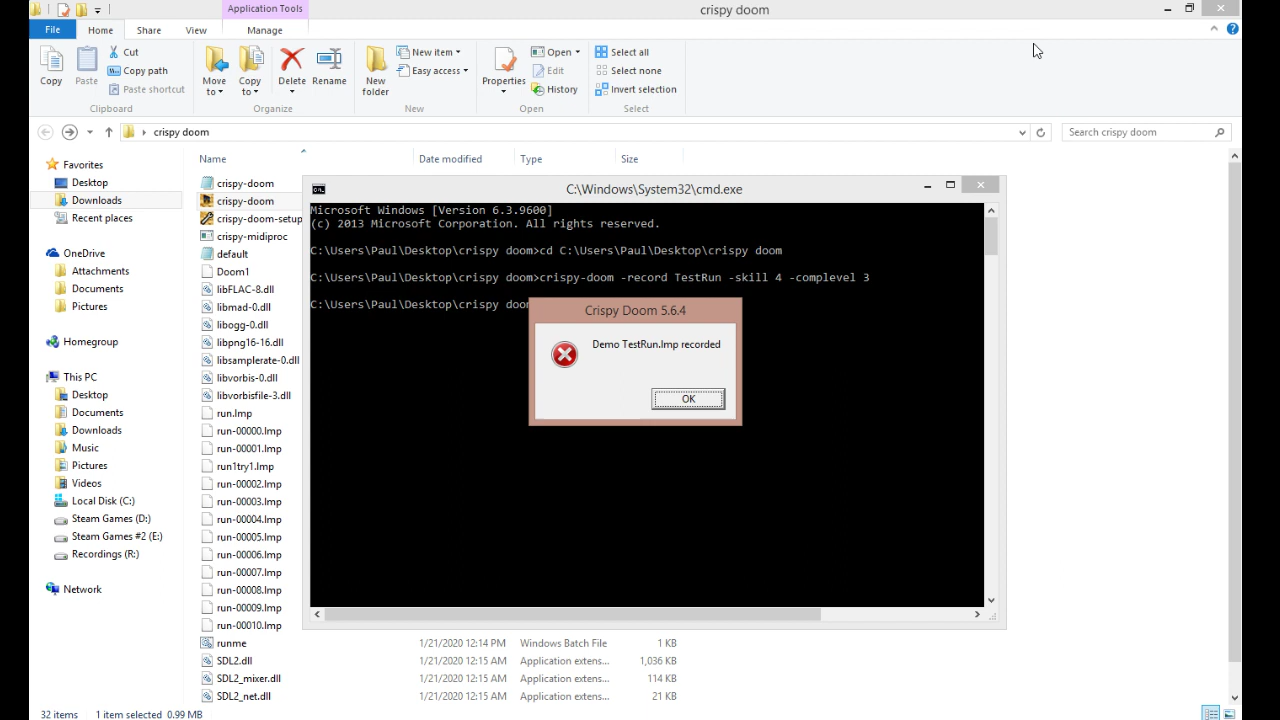 Application Tools
crispy doom
File
Home
Share
View
Manage
Copy
Paste
Cut
Copy path
Paste shortcut
Clipboard
Move to
Copy to
Delete
Rename
Organize
New folder
New item
Easy access
New
Properties
Open
Edit
History
Open
Select all
Select none
Invert selection
Select
crispy doom
Search crispy doom
Favorites
Desktop
Downloads
Recent places
OneDrive
Attachments
Documents
Pictures
Homegroup
This PC
Desktop
Documents
Downloads
Music
Pictures
Videos
Local Disk (C:)
Steam Games (D:)
Steam Games #2 (E:)
Recordings (R:)
Network
Name
Date modified
Type
Size
crispy-doom
crispy-doom
crispy-doom-setup
crispy-midiproc
default
Doom1
libFLAC-8.dll
libmad-0.dll
libogg-0.dll
libpng16-16.dll
libsamplerate-0.dll
libvorbis-0.dll
libvorbisfile-3.dll
run.lmp
run-00000.lmp
run-00001.lmp
run1try1.lmp
run-00002.lmp
run-00003.lmp
run-00004.lmp
run-00005.lmp
run-00006.lmp
run-00007.lmp
run-00008.lmp
run-00009.lmp
run-00010.lmp
runme 1/21/2020 12:14 PM Windows Batch File 1 KB
SDL2.dll 1/21/2020 12:15 AM Application extens... 1,036 KB
SDL2_mixer.dll 1/21/2020 12:15 AM Application extens... 114 KB
SDL2_net.dll 1/21/2020 12:15 AM Application extens... 21 KB
C:\Windows\System32\cmd.exe
Microsoft Windows [Version 6.3.9600]
(c) 2013 Microsoft Corporation. All rights reserved.
C:\Users\Paul\Desktop\crispy doom>cd C:\Users\Paul\Desktop\crispy doom
C:\Users\Paul\Desktop\crispy doom>crispy-doom -record TestRun -skill 4 -complevel 3
C:\Users\Paul\Desktop\crispy doo
Crispy Doom 5.6.4
Demo TestRun.lmp recorded
OK
32 items
1 item selected 0.99 MB